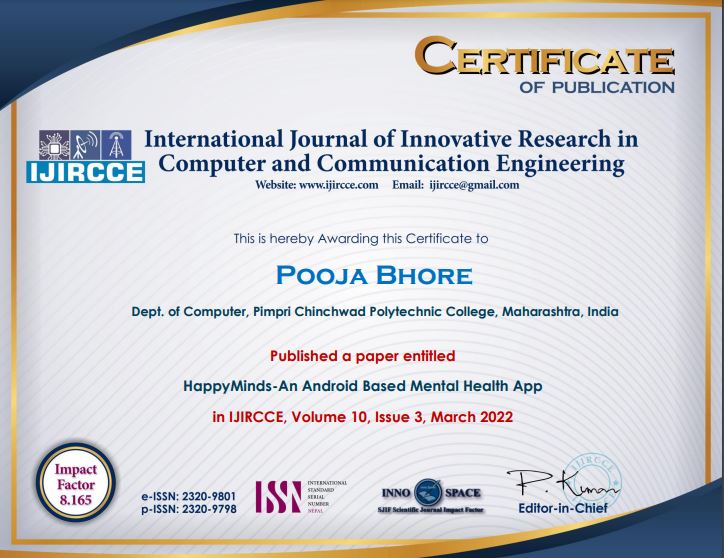 CERTIFICATE
OF PUBLICATION
IJIRCCE
International Journal of Innovative Research in
Computer and Communication Engineering
Website: www.ijircce.com Email: ijircce@gmail.com
This is hereby Awarding this Certificate to
POOJA BHORE
Dept. of Computer, Pimpri Chinchwad Polytechnic College, Maharashtra, India
Published a paper entitled
HappyMinds-An Android Based Mental Health App
in IJIRCCE, Volume 10, Issue 3, March 2022
Impact
Factor
8.165
e-ISSN: 2320-9801
p-ISSN: 2320-9798
ISSN
INTERNATIONAL
STANDARD
SERIAL
NUMBER
NEPAL
INNO SPACE
SJIF Scientific Journal Impact Factor
IJIRCCE
P. Kumar
Editor-in-Chief